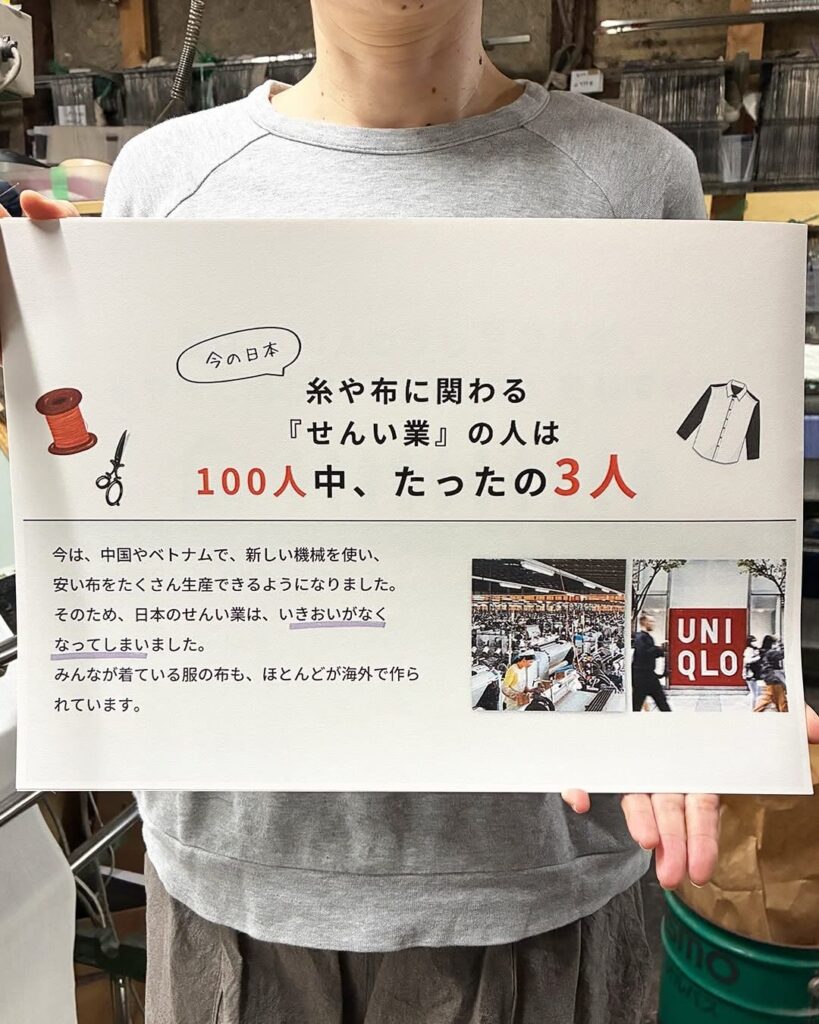 今の日本
糸や布に関わる
『せんい業』の人は
100人中、たったの3人
今は、中国やベトナムで、新しい機械を使い、
安い布をたくさん生産できるようになりました。
そのため、日本のせんい業は、いきおいがなく
なってしまいました。
みんなが着ている服の布も、ほとんどが海外で作ら
れています。
UNI
QLO